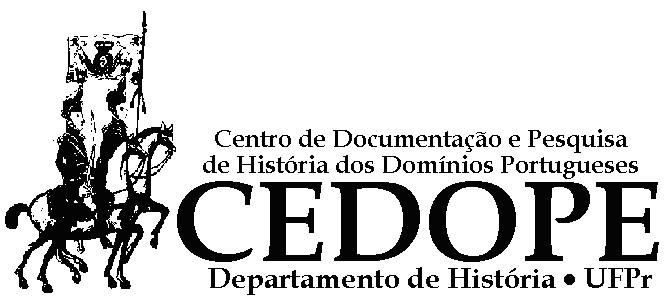 Centro de Documentação e Pesquisa
de História dos Domínios Portugueses
CEDOPE
Departamento de História • UFPr